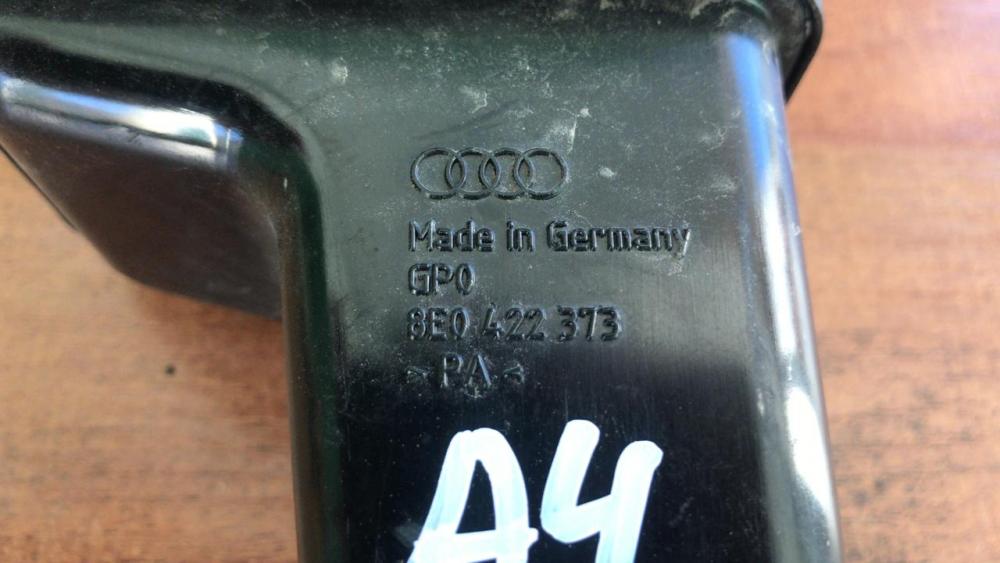 Made in Germany
GP0
8E0 422 373
>PA<
A4